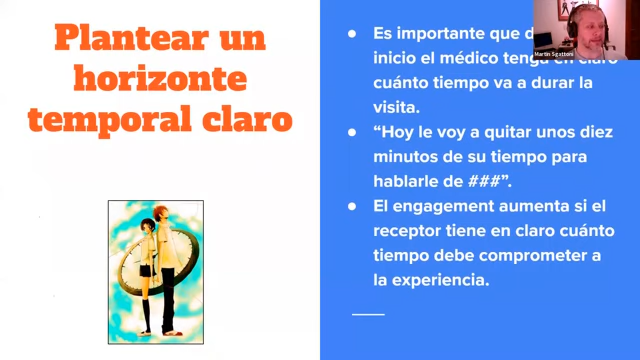 Plantear un
horizonte
temporal claro
● Es importante que d
inicio el médico tenga en claro
cuánto tiempo va a durar la
visita.
● “Hoy le voy a quitar unos diez
minutos de su tiempo para
hablarle de ###”.
● El engagement aumenta si el
receptor tiene en claro cuánto
tiempo debe comprometer a
la experiencia.
Martin Sgattoni